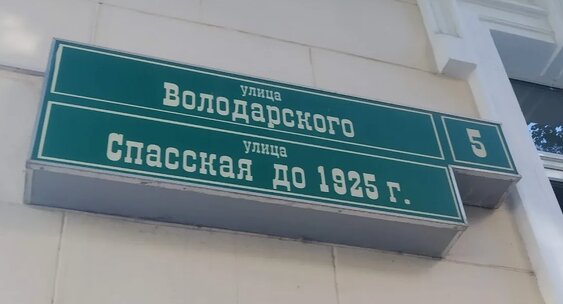 улица
Володарского
5
улица
Спасская до 1925 г.